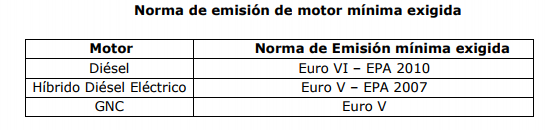 Norma de emisión de motor mínima exigida
Motor Norma de Emisión mínima exigida
Diésel Euro VI – EPA 2010
Híbrido Diésel Eléctrico Euro V – EPA 2007
GNC Euro V